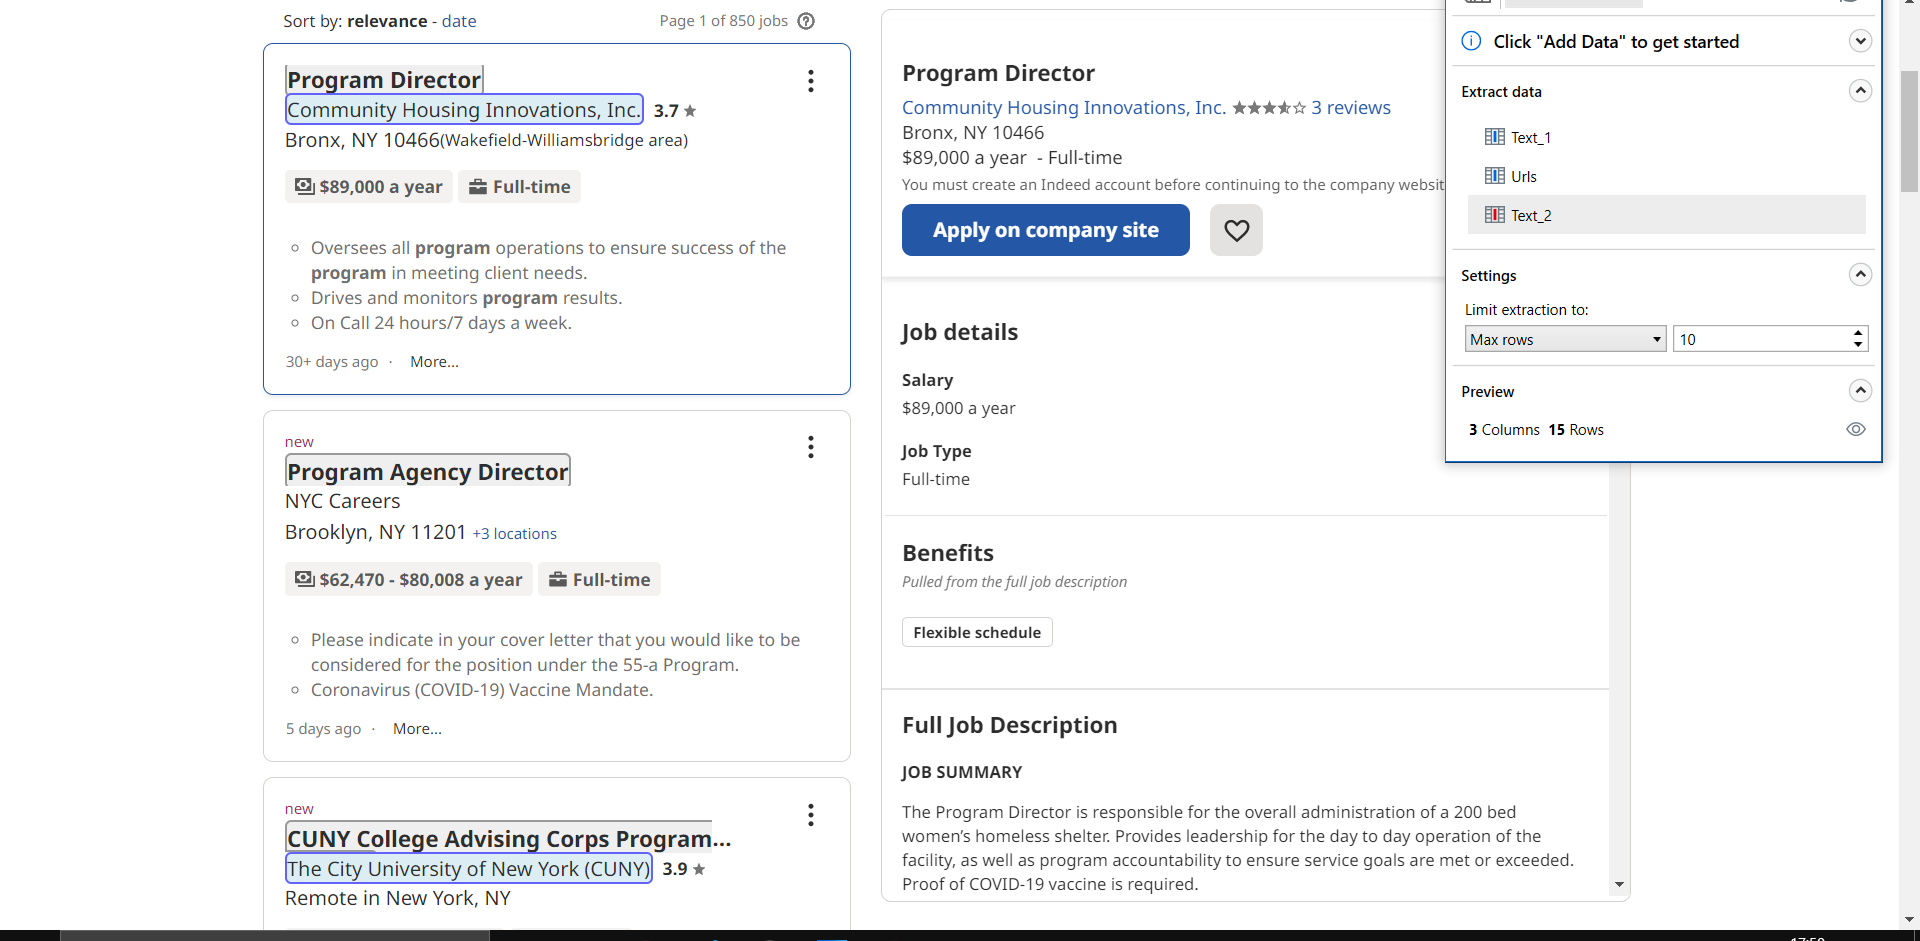 Sort by: relevance - date
Page 1 of 850 jobs
Program Director
Community Housing Innovations, Inc. 3.7
Bronx, NY 10466(Wakefield-Williamsbridge area)
$89,000 a year
Full-time
Oversees all program operations to ensure success of the
program in meeting client needs.
Drives and monitors program results.
On Call 24 hours/7 days a week.
30+ days ago · More...
new
Program Agency Director
NYC Careers
Brooklyn, NY 11201 +3 locations
$62,470 - $80,008 a year
Full-time
Please indicate in your cover letter that you would like to be
considered for the position under the 55-a Program.
Coronavirus (COVID-19) Vaccine Mandate.
5 days ago · More...
new
CUNY College Advising Corps Program...
The City University of New York (CUNY) 3.9
Remote in New York, NY
Program Director
Community Housing Innovations, Inc. 3 reviews
Bronx, NY 10466
$89,000 a year - Full-time
You must create an Indeed account before continuing to the company websit
Apply on company site
Job details
Salary
$89,000 a year
Job Type
Full-time
Benefits
Pulled from the full job description
Flexible schedule
Full Job Description
JOB SUMMARY
The Program Director is responsible for the overall administration of a 200 bed
women's homeless shelter. Provides leadership for the day to day operation of the
facility, as well as program accountability to ensure service goals are met or exceeded.
Proof of COVID-19 vaccine is required.
Click "Add Data" to get started
Extract data
Text_1
Urls
Text_2
Settings
Limit extraction to:
Max rows
10
Preview
3 Columns 15 Rows